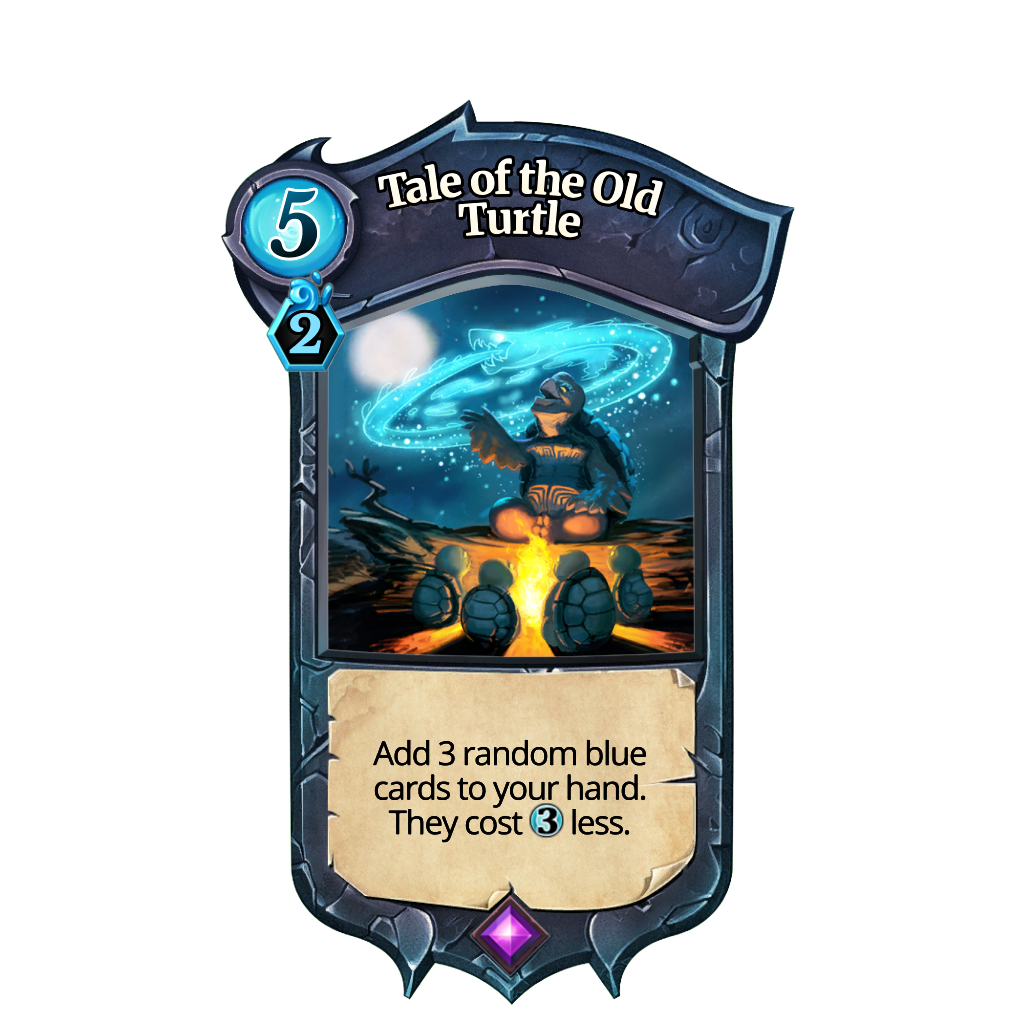 5
Tale of the Old
Turtle
2
Add 3 random blue
cards to your hand.
They cost 3 less.